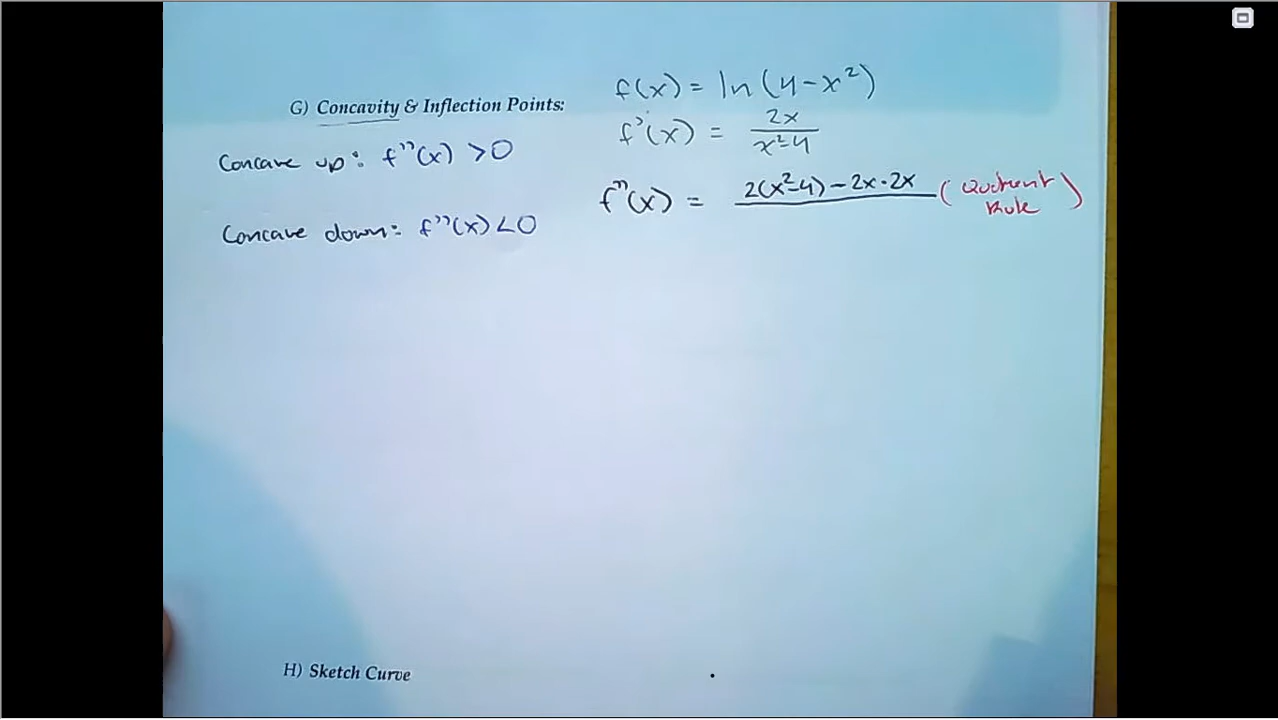 G) Concavity & Inflection Points:
Concave up: f''(x) >0
Concave down: f''(x) <0
f(x) = ln(4-x²)
f'(x) = 2x
x²-4
f''(x) = 2(x²-4) - 2x·2x (Quotient
Rule)
H) Sketch Curve